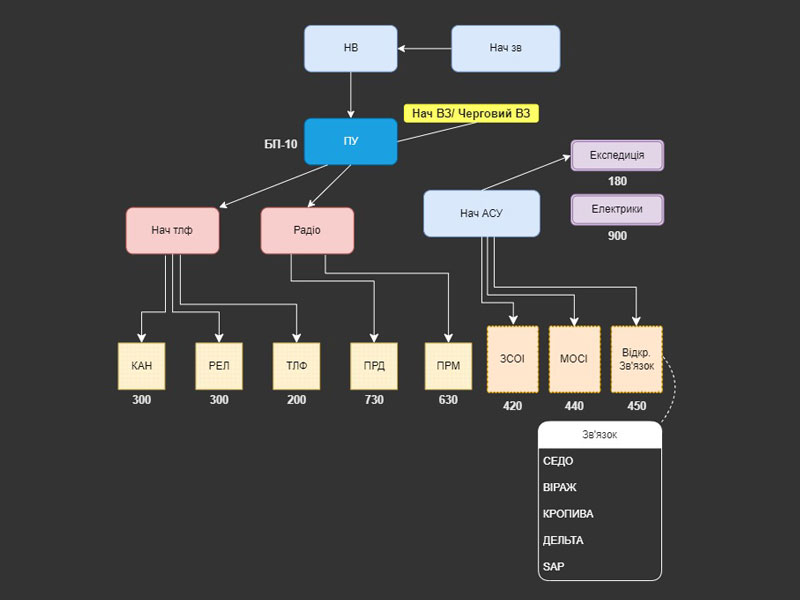 НВ
Нач зв
Нач ВЗ/ Черговий ВЗ
БП-10
ПУ
Експедиція
180
Електрики
900
Нач тлф
Радіо
Нач АСУ
КАН
300
РЕЛ
300
ТЛФ
200
ПРД
730
ПРМ
630
ЗСОІ
420
МОСІ
440
Відкр.
Зв'язок
450
Зв'язок
СЕДО
ВІРАЖ
КРОПИВА
ДЕЛЬТА
SAP